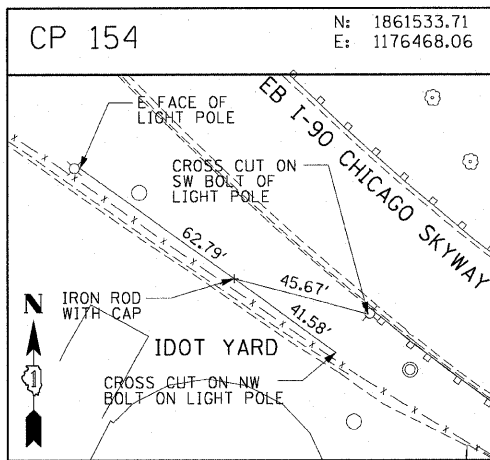 CP 154
N: 1861533.71
E: 1176468.06
E FACE OF
LIGHT POLE
EB I-90 CHICAGO SKYWAY
CROSS CUT ON
SW BOLT OF
LIGHT POLE
62.79'
45.67'
41.58'
IRON ROD
WITH CAP
N
1
IDOT YARD
CROSS CUT ON NW
BOLT ON LIGHT POLE